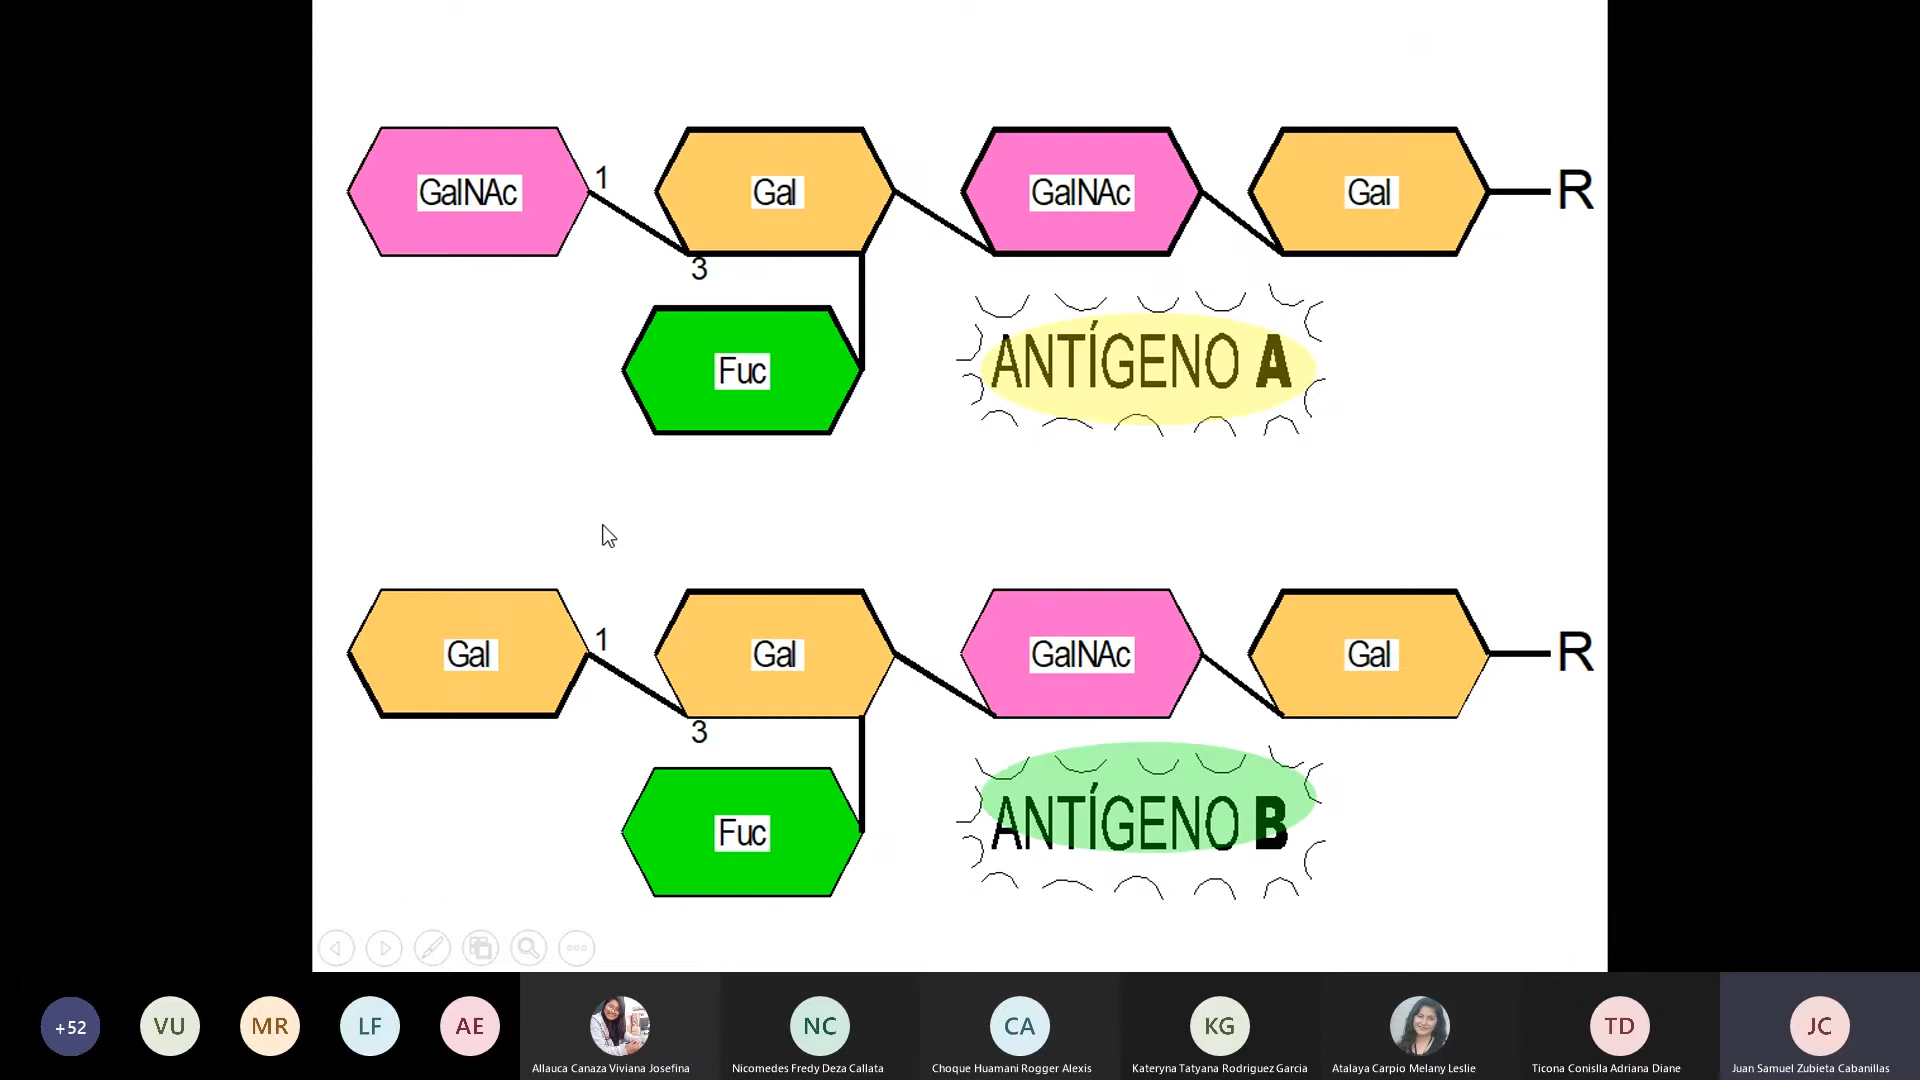 GalNAc 1 Gal GalNAc Gal R
3
Fuc
ANTÍGENO A
Gal 1 Gal GalNAc Gal R
3
Fuc
ANTÍGENO B
+52 VU MR LF AE NC CA KG TD JC
Allauca Canaza Viviana Josefina
Nicomedes Fredy Deza Callata
Choque Huamani Rogger Alexis
Kateryna Tatyana Rodriguez Garcia
Atalaya Carpio Melany Leslie
Ticona Conislla Adriana Diane
Juan Samuel Zubieta Cabanillas